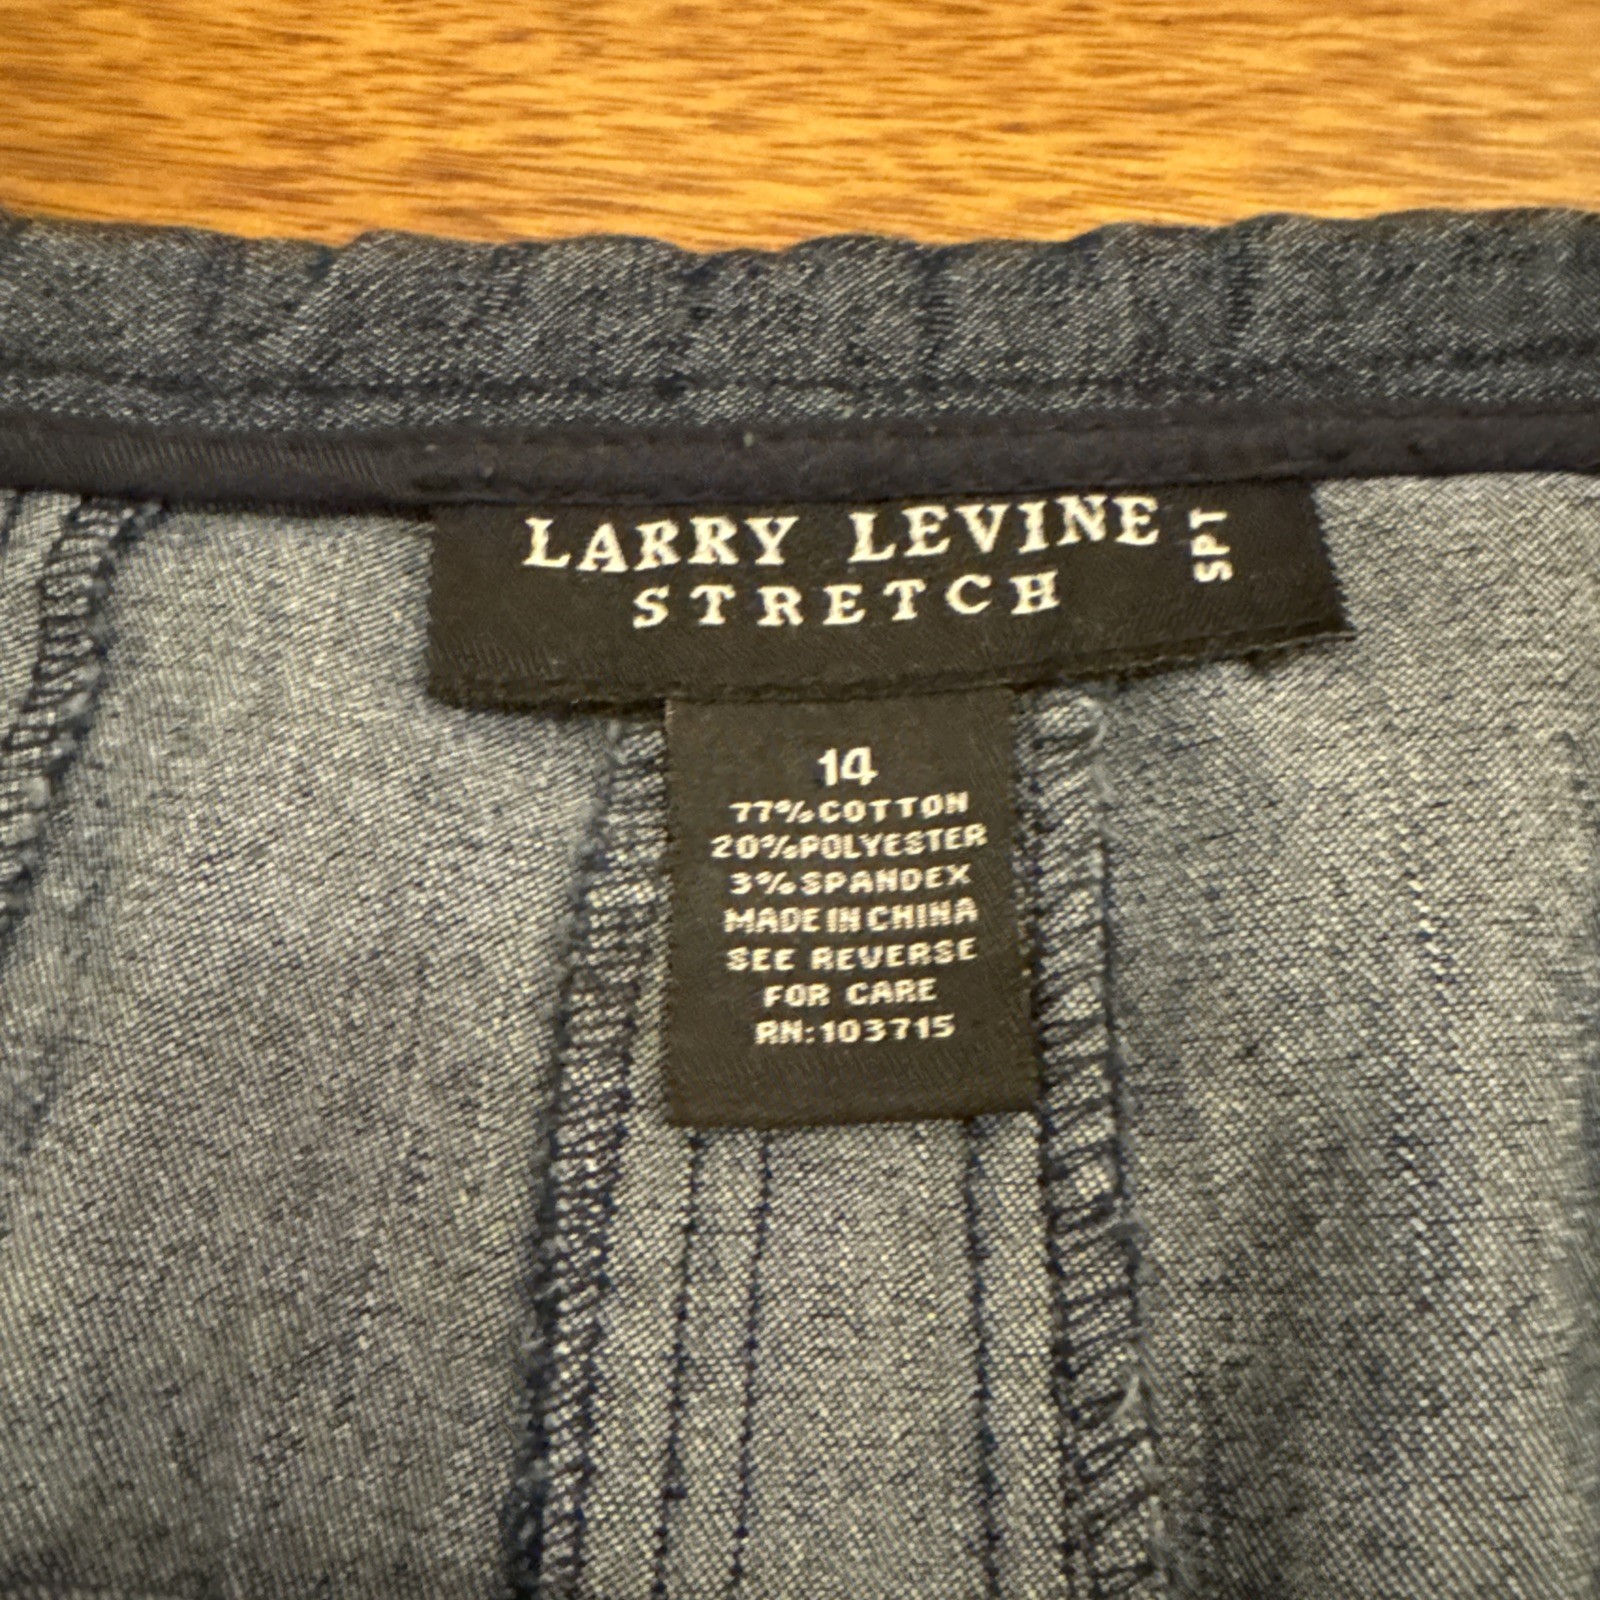 LARRY LEVINE
SPT
STRETCH
14
77%COTTON
20%POLYESTER
3%SPANDEX
MADE IN CHINA
SEE REVERSE
FOR CARE
RN:103715